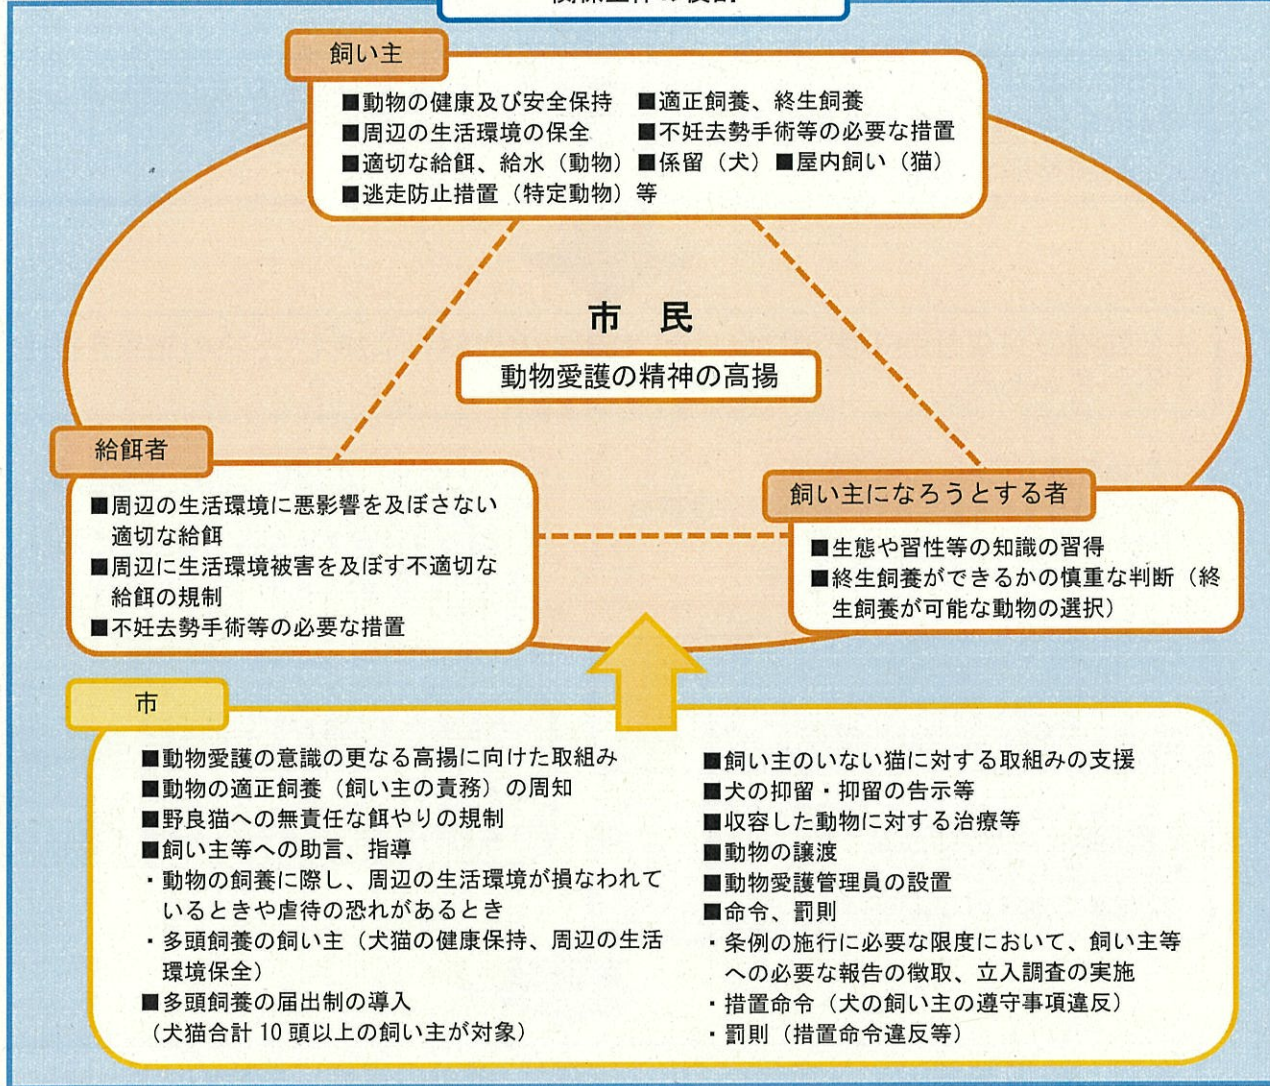 飼い主
■動物の健康及び安全保持 ■適正飼養、終生飼養
■周辺の生活環境の保全 ■不妊去勢手術等の必要な措置
■適切な給餌、給水（動物）■係留（犬）■屋内飼い（猫）
■逃走防止措置（特定動物）等
市 民
動物愛護の精神の高揚
給餌者
■周辺の生活環境に悪影響を及ぼさない
適切な給餌
■周辺に生活環境被害を及ぼす不適切な
給餌の規制
■不妊去勢手術等の必要な措置
飼い主になろうとする者
■生態や習性等の知識の習得
■終生飼養ができるかの慎重な判断（終
生飼養が可能な動物の選択）
市
■動物愛護の意識の更なる高揚に向けた取組み
■動物の適正飼養（飼い主の責務）の周知
■野良猫への無責任な餌やりの規制
■飼い主等への助言、指導
・動物の飼養に際し、周辺の生活環境が損なわれて
いるときや虐待の恐れがあるとき
・多頭飼養の飼い主（犬猫の健康保持、周辺の生活
環境保全）
■多頭飼養の届出制の導入
（犬猫合計 10 頭以上の飼い主が対象）
■飼い主のいない猫に対する取組みの支援
■犬の抑留・抑留の告示等
■収容した動物に対する治療等
■動物の譲渡
■動物愛護管理員の設置
■命令、罰則
・条例の施行に必要な限度において、飼い主等
への必要な報告の徴取、立入調査の実施
・措置命令（犬の飼い主の遵守事項違反）
・罰則（措置命令違反等）